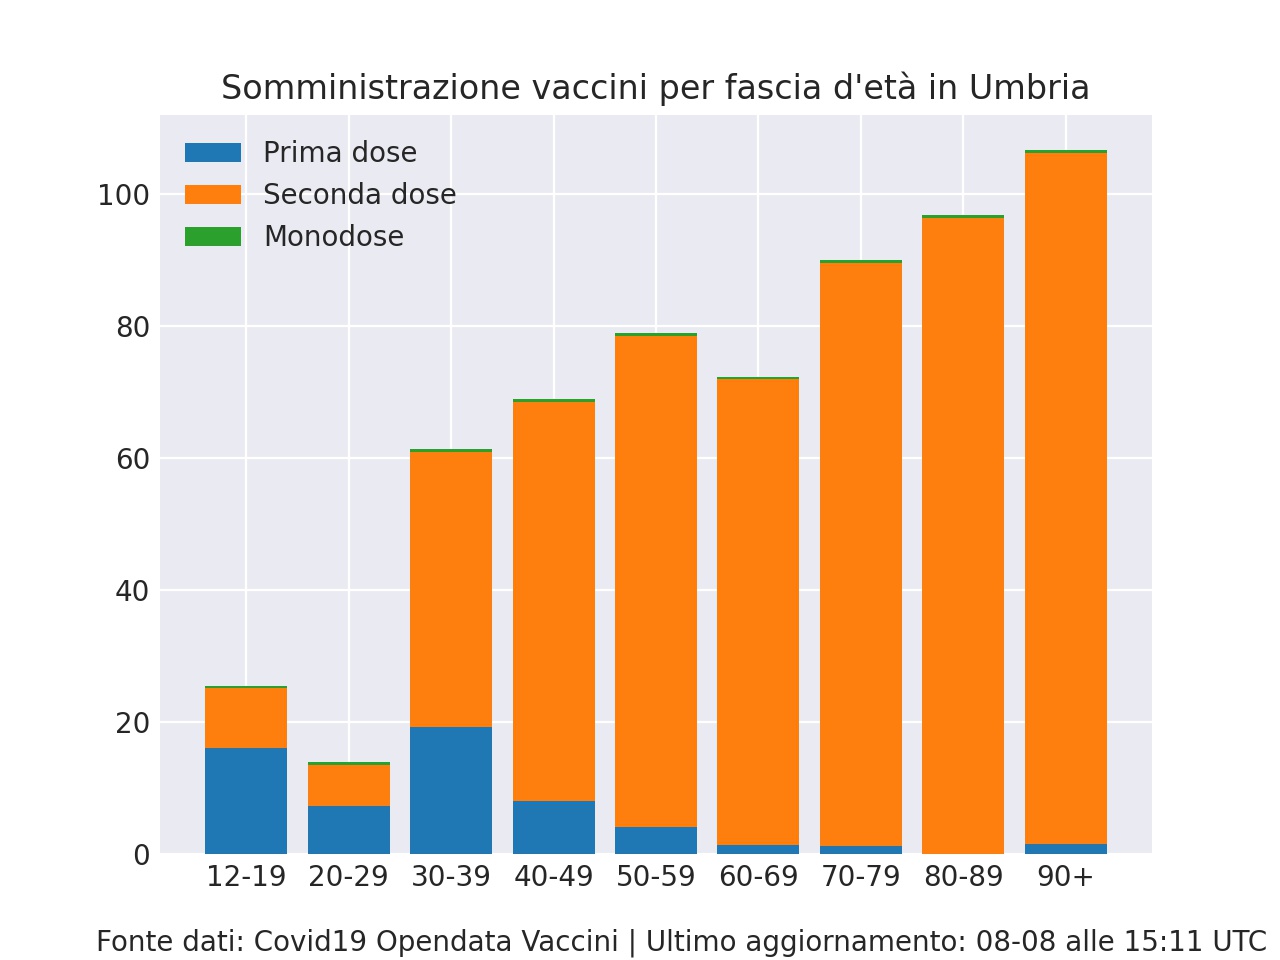 Somministrazione vaccini per fascia d'età in Umbria
Prima dose
Seconda dose
Monodose
100
80
60
40
20
0
12-19 20-29 30-39 40-49 50-59 60-69 70-79 80-89 90+
Fonte dati: Covid19 Opendata Vaccini | Ultimo aggiornamento: 08-08 alle 15:11 UTC